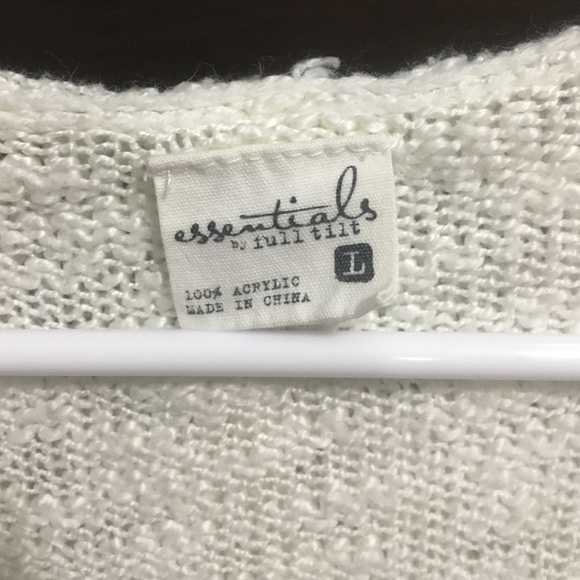 essentials
by full tilt
L
100% ACRYLIC
MADE IN CHINA